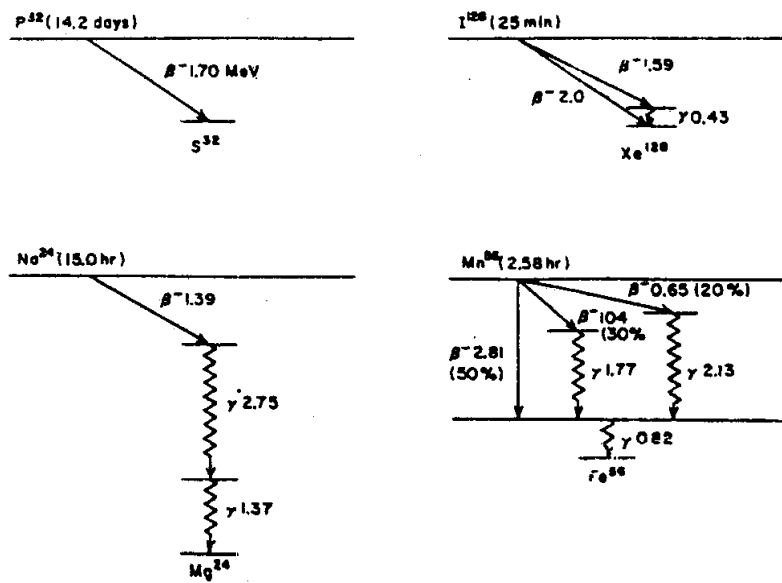 P³² (14.2 days)
β⁻ 1.70 MeV
S³²
I¹²⁸ (25 min)
β⁻ 1.59
β⁻ 2.0
γ 0.43
Xe¹²⁸
Na²⁴ (15.0 hr)
β⁻ 1.39
γ 2.75
γ 1.37
Mg²⁴
Mn⁵⁶ (2.58 hr)
β⁻ 0.65 (20%)
β⁻ 104
(30%
β⁻ 2.81
(50%)
γ 1.77
γ 2.13
γ 0.82
Fe⁵⁶